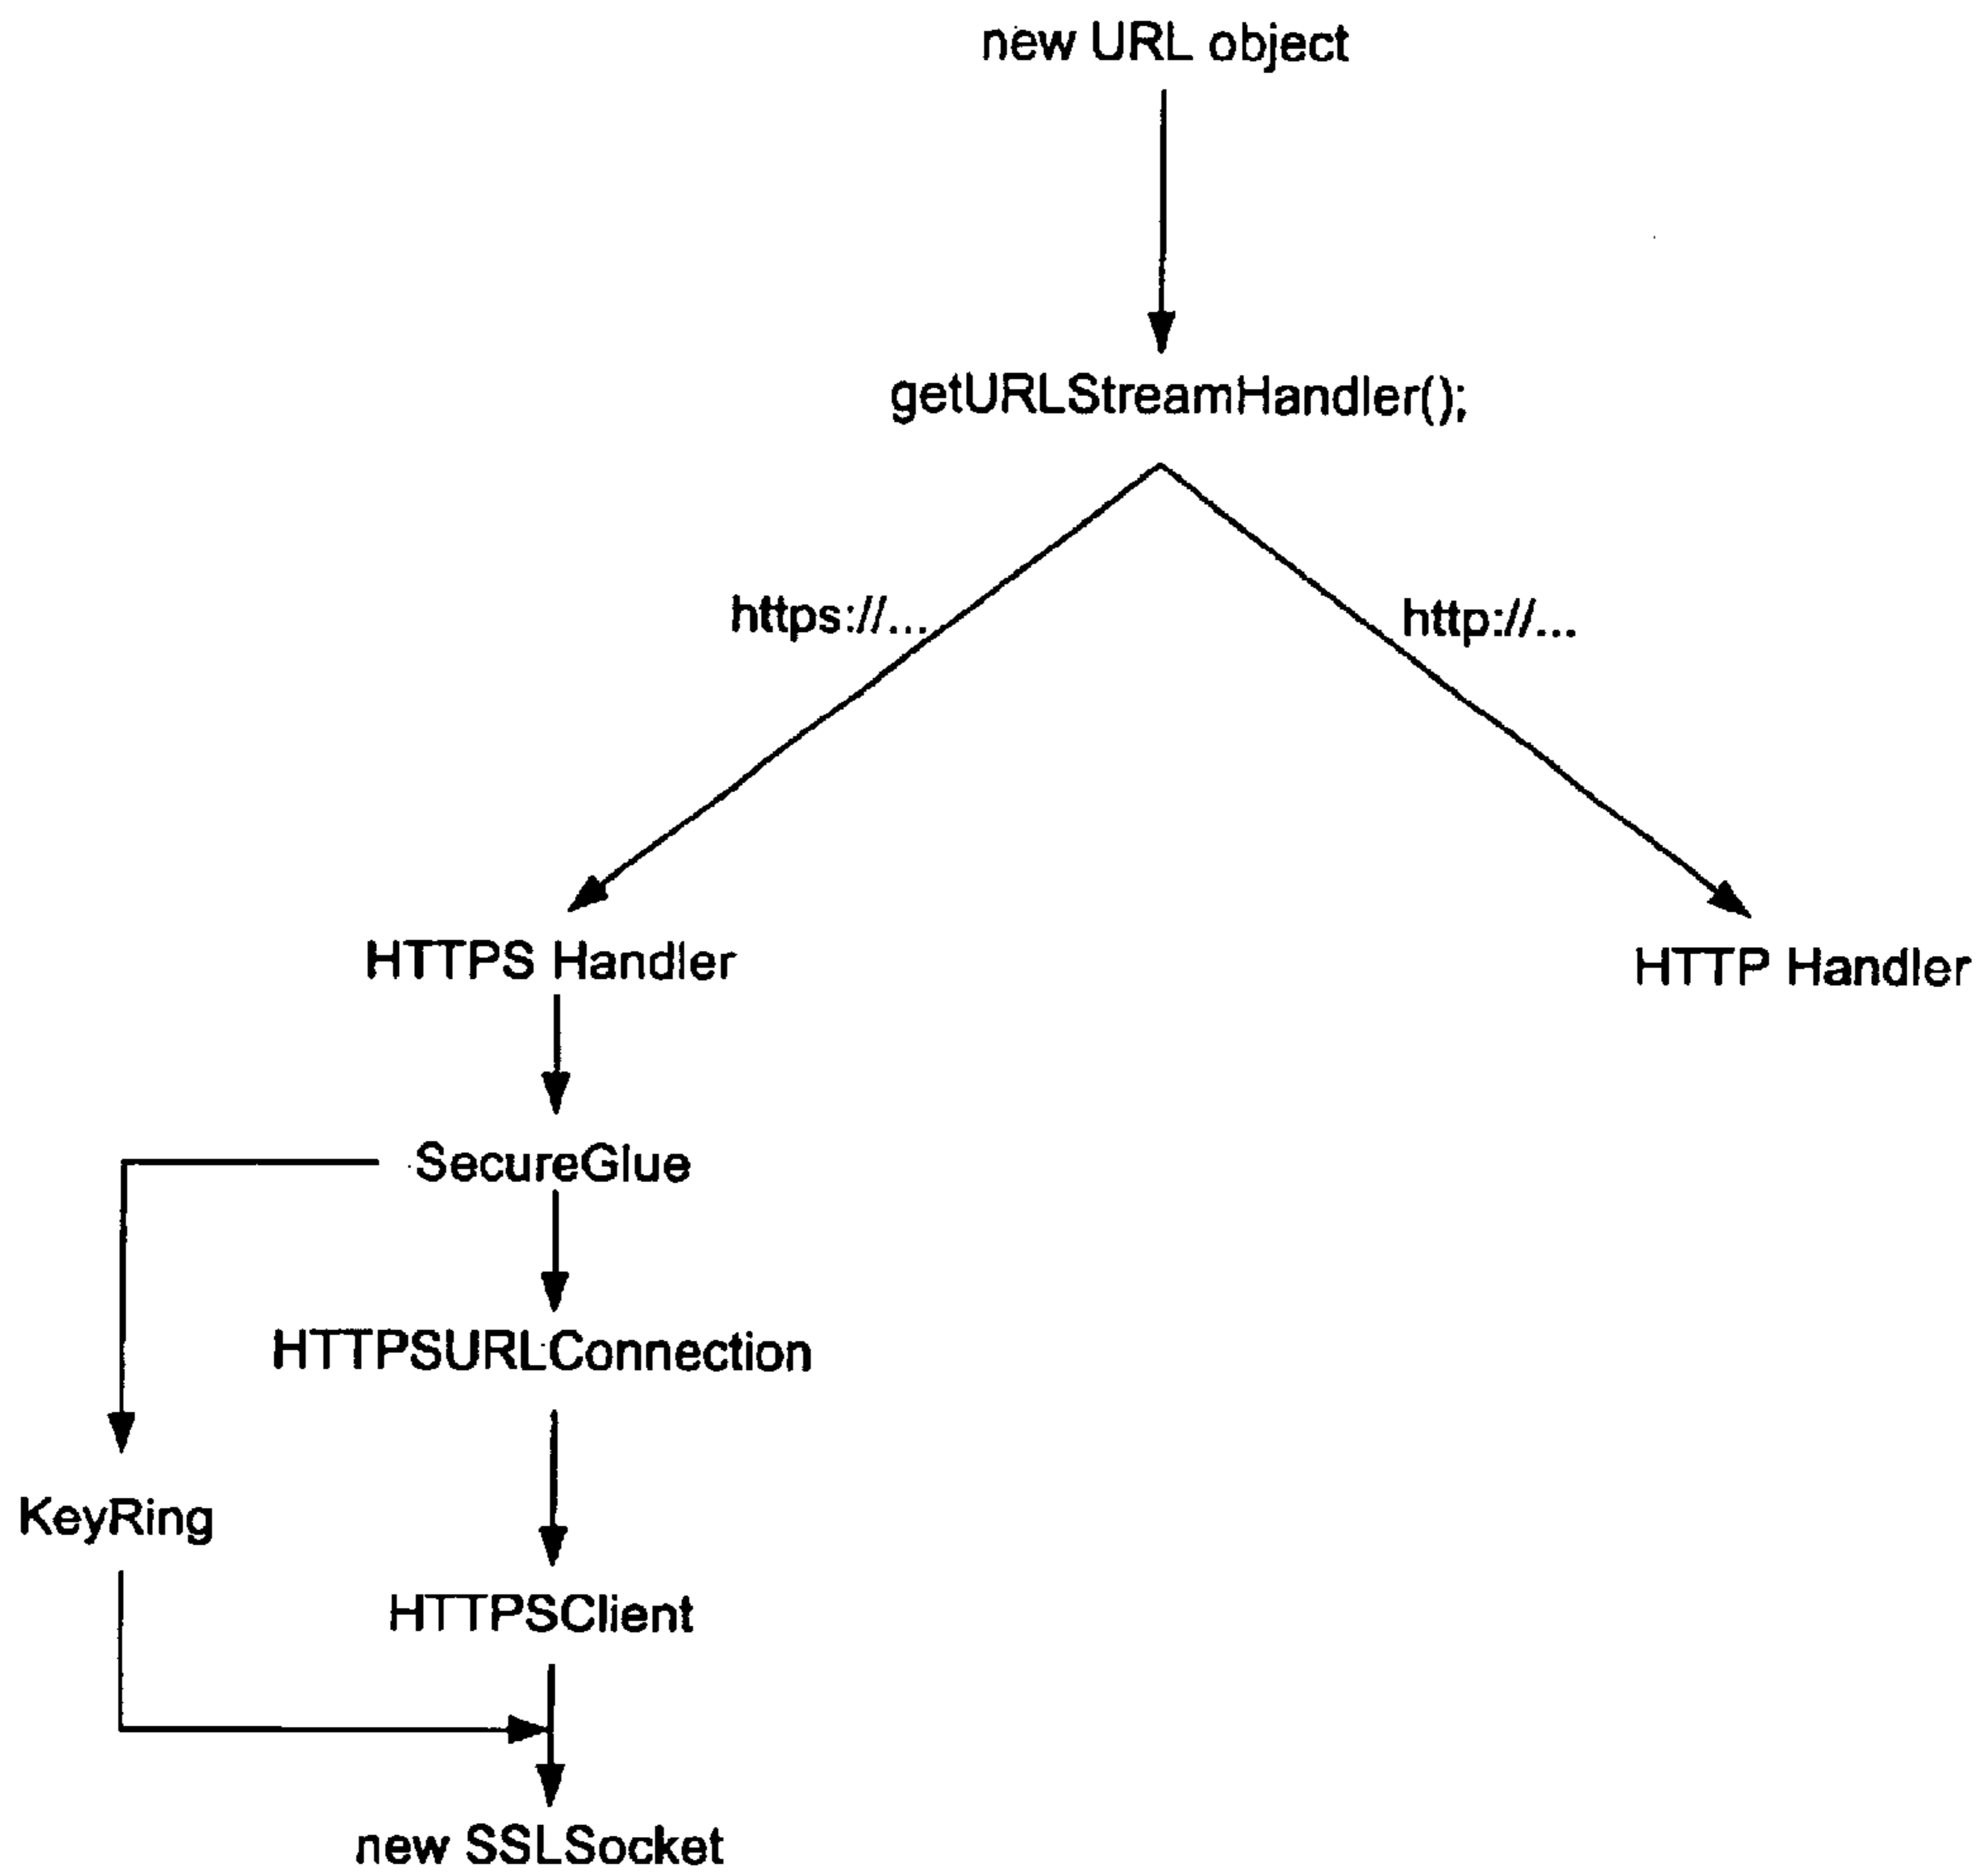 new URL object
getURLStreamHandler();
https://...
http://...
HTTPS Handler
HTTP Handler
SecureGlue
HTTPSURLConnection
KeyRing
HTTPSClient
new SSLSocket